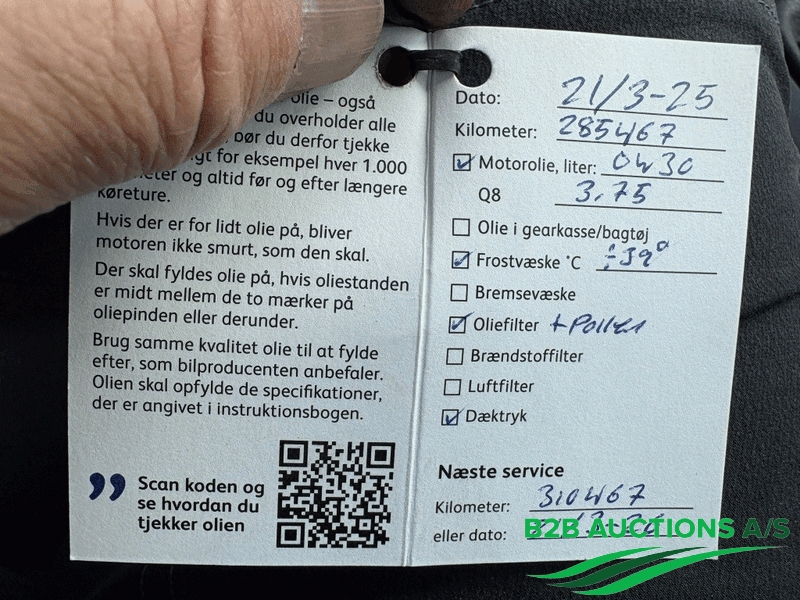 olie – også
du overholder alle
bør du derfor tjekke
for eksempel hver 1.000
og altid før og efter længere
køreture.
Hvis der er for lidt olie på, bliver
motoren ikke smurt, som den skal.
Der skal fyldes olie på, hvis oliestanden
er midt mellem de to mærker på
oliepinden eller derunder.
Brug samme kvalitet olie til at fylde
efter, som bilproducenten anbefaler.
Olien skal opfylde de specifikationer,
der er angivet i instruktionsbogen.
Scan koden og
se hvordan du
tjekker olien
Dato: 21/3-25
Kilometer: 285467
Motorolie, liter: 0W30
Q8 3.75
Olie i gearkasse/bagtøj
Frostvæske °C ÷39°
Bremsevæske
Oliefilter + Pollen
Brændstoffilter
Luftfilter
Dæktryk
Næste service
Kilometer: 310467
eller dato:
B2B AUCTIONS A/S